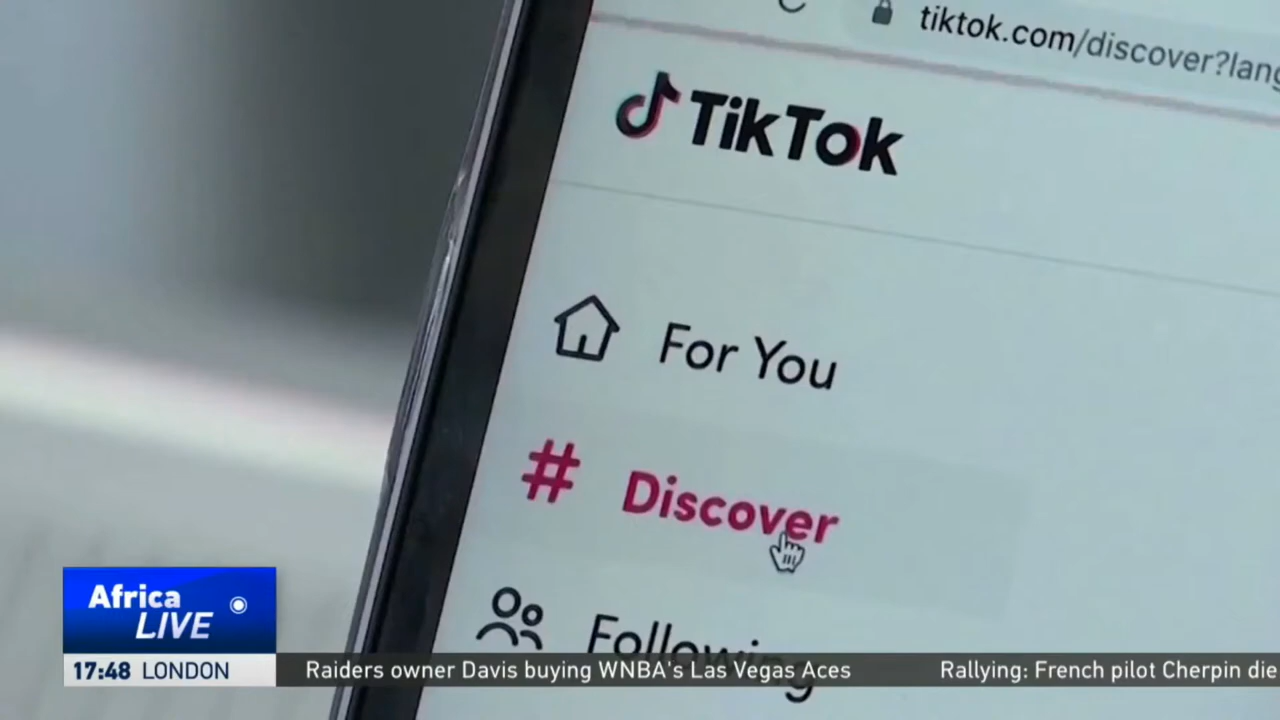 tiktok.com/discover?lang
TikTok
For You
# Discover
Following
Africa
LIVE
17:48 LONDON
Raiders owner Davis buying WNBA's Las Vegas Aces
Rallying: French pilot Cherpin die